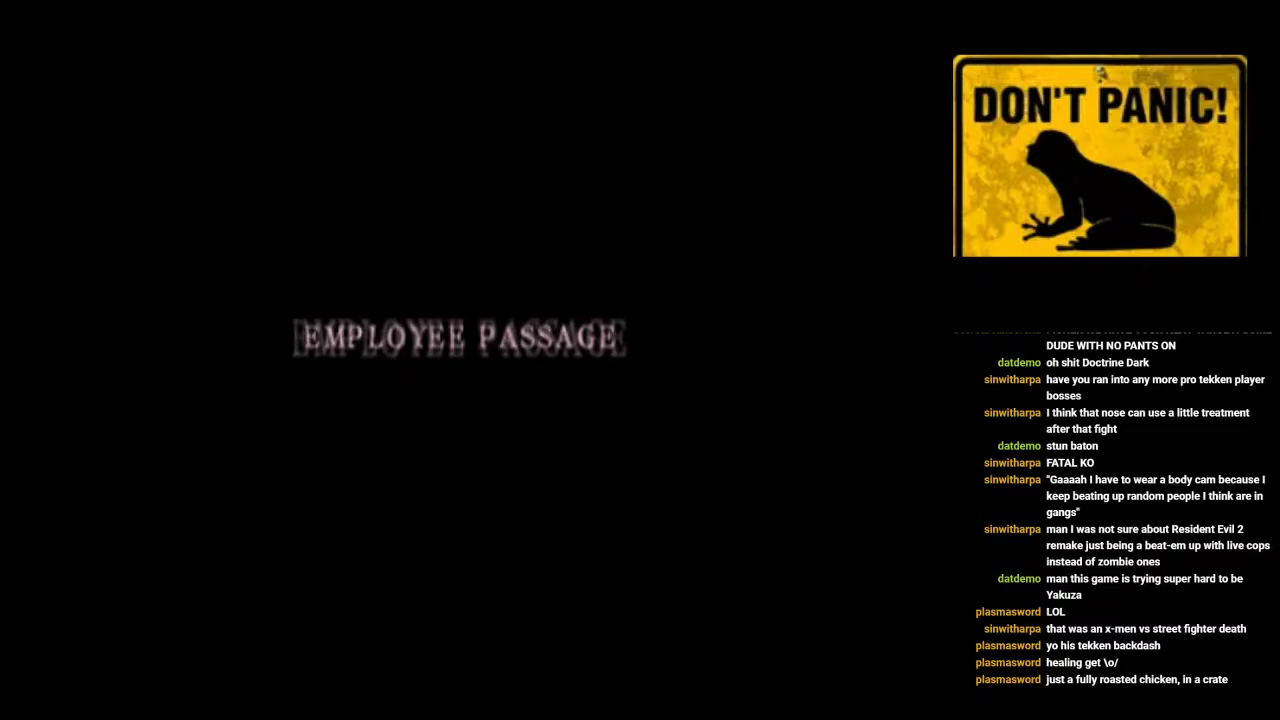 DON'T PANIC!
EMPLOYEE PASSAGE
DUDE WITH NO PANTS ON
datdemo oh shit Doctrine Dark
sinwitharpa have you ran into any more pro tekken player
bosses
sinwitharpa I think that nose can use a little treatment
after that fight
datdemo stun baton
sinwitharpa FATAL KO
sinwitharpa "Gaaaah I have to wear a body cam because I
keep beating up random people I think are in
gangs"
sinwitharpa man I was not sure about Resident Evil 2
remake just being a beat-em up with live cops
instead of zombie ones
datdemo man this game is trying super hard to be
Yakuza
plasmasword LOL
sinwitharpa that was an x-men vs street fighter death
plasmasword yo his tekken backdash
plasmasword healing get \o/
plasmasword just a fully roasted chicken, in a crate